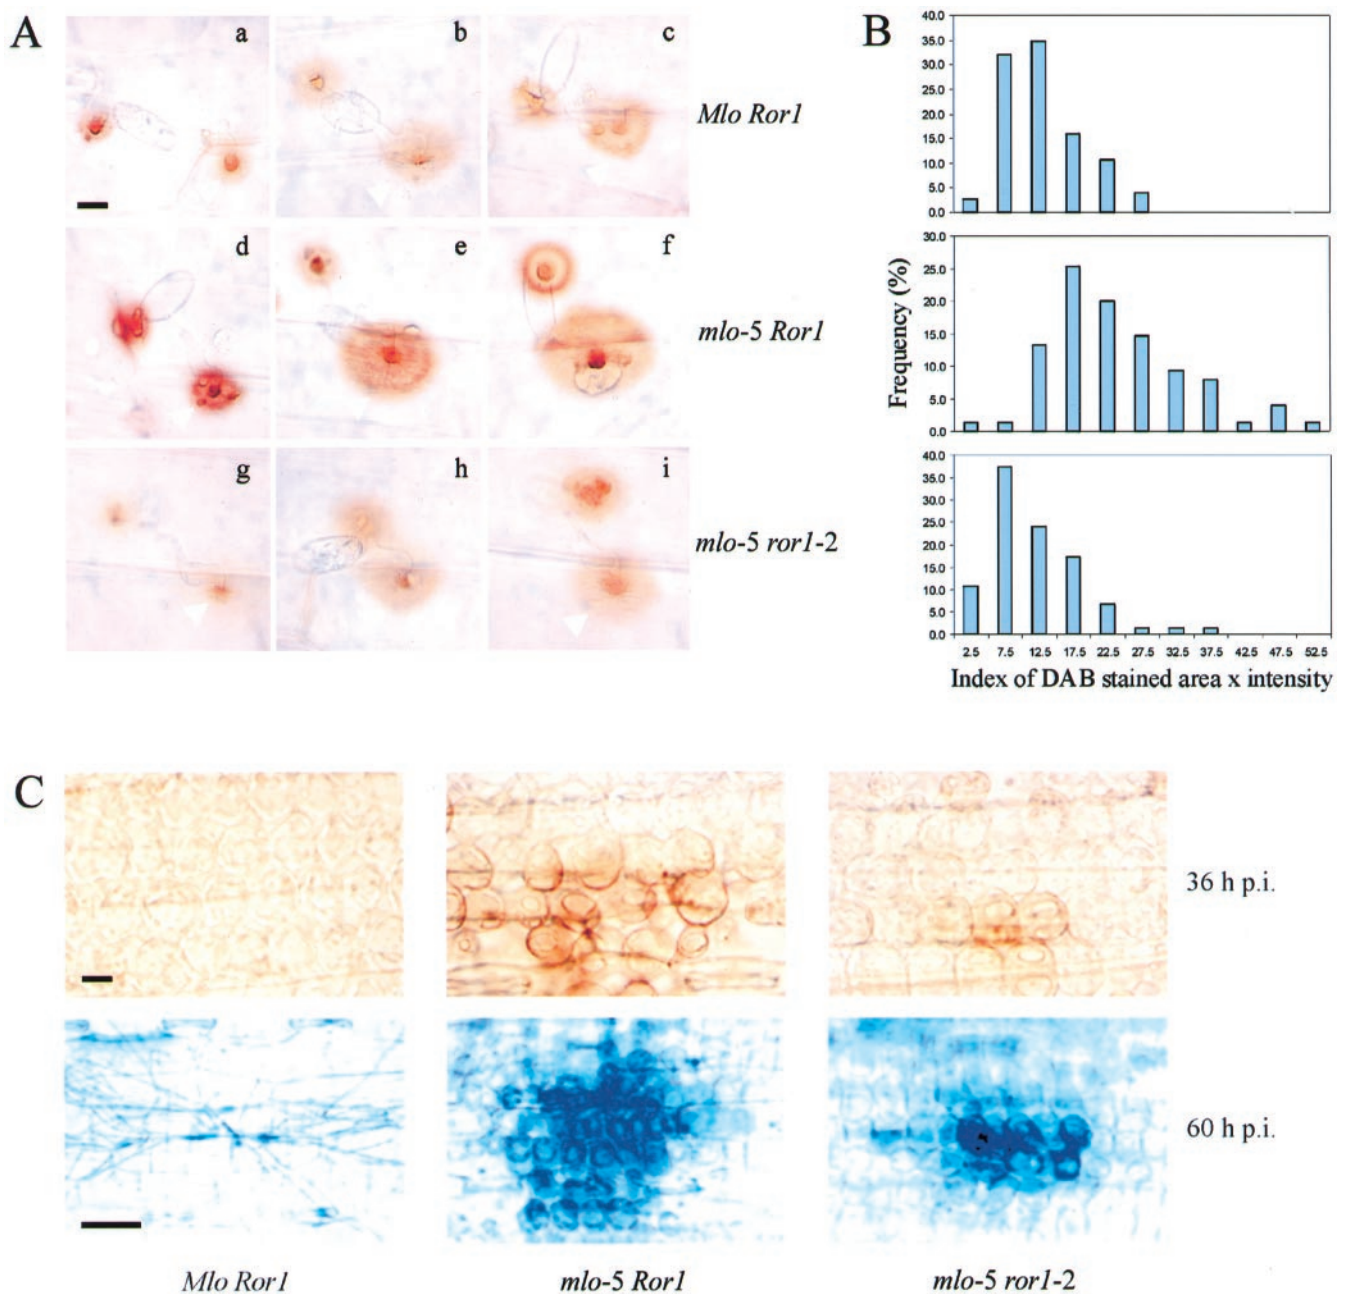 A
a
b
c
Mlo Ror1
d
e
f
mlo-5 Ror1
g
h
i
mlo-5 ror1-2
B
40.0
35.0
30.0
25.0
20.0
15.0
10.0
5.0
0.0
30.0
25.0
20.0
15.0
10.0
5.0
0.0
Frequency (%)
40.0
35.0
30.0
25.0
20.0
15.0
10.0
5.0
0.0
2.5 7.5 12.5 17.5 22.5 27.5 32.5 37.5 42.5 47.5 52.5
Index of DAB stained area x intensity
C
36 h p.i.
60 h p.i.
Mlo Ror1
mlo-5 Ror1
mlo-5 ror1-2